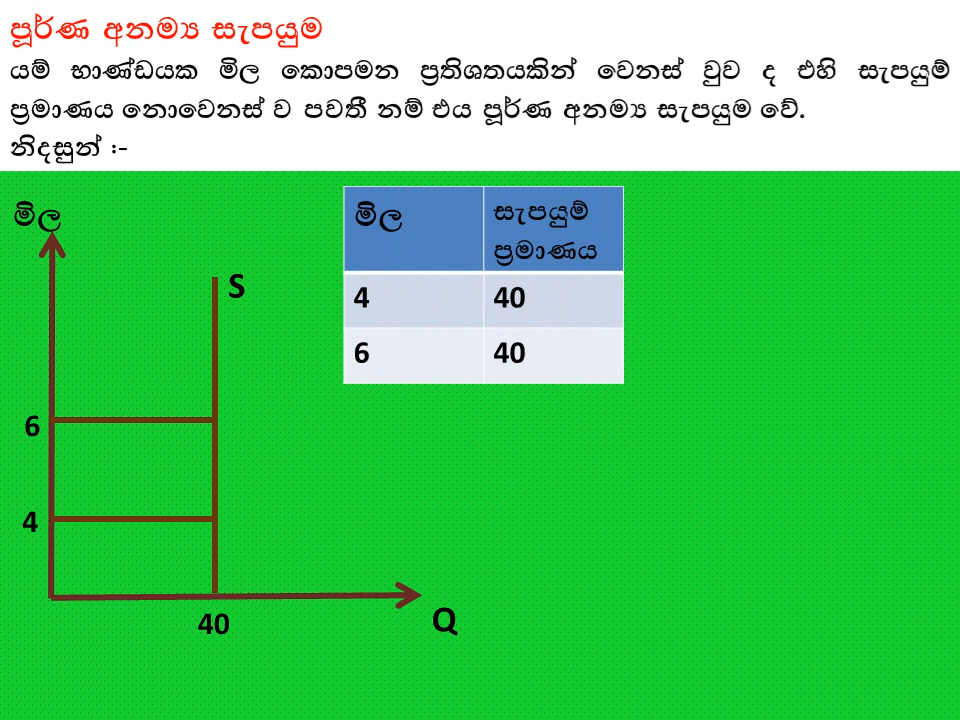 පූර්ණ අනම්‍ය සැපයුම
යම් භාණ්ඩයක මිල කොපමන ප්‍රතිශතයකින් වෙනස් වුව ද එහි සැපයුම්
ප්‍රමාණය නොවෙනස් ව පවතී නම් එය පූර්ණ අනම්‍ය සැපයුම වේ.
නිදසුන් :-
මිල
මිල
සැපයුම්
ප්‍රමාණය
4
40
6
40
S
6
4
40
Q